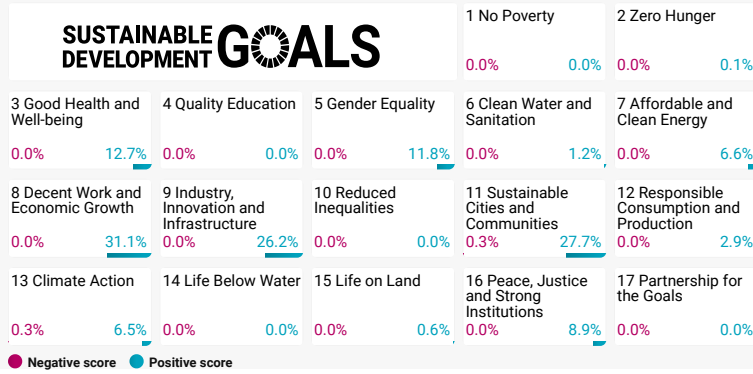 SUSTAINABLE
DEVELOPMENT
GOALS
1 No Poverty
0.0% 0.0%
2 Zero Hunger
0.0% 0.1%
3 Good Health and
Well-being
0.0% 12.7%
4 Quality Education
0.0% 0.0%
5 Gender Equality
0.0% 11.8%
6 Clean Water and
Sanitation
0.0% 1.2%
7 Affordable and
Clean Energy
0.0% 6.6%
8 Decent Work and
Economic Growth
0.0% 31.1%
9 Industry,
Innovation and
Infrastructure
0.0% 26.2%
10 Reduced
Inequalities
0.0% 0.0%
11 Sustainable
Cities and
Communities
0.3% 27.7%
12 Responsible
Consumption and
Production
0.0% 2.9%
13 Climate Action
0.3% 6.5%
14 Life Below Water
0.0% 0.0%
15 Life on Land
0.0% 0.6%
16 Peace, Justice
and Strong
Institutions
0.0% 8.9%
17 Partnership for
the Goals
0.0% 0.0%
Negative score Positive score